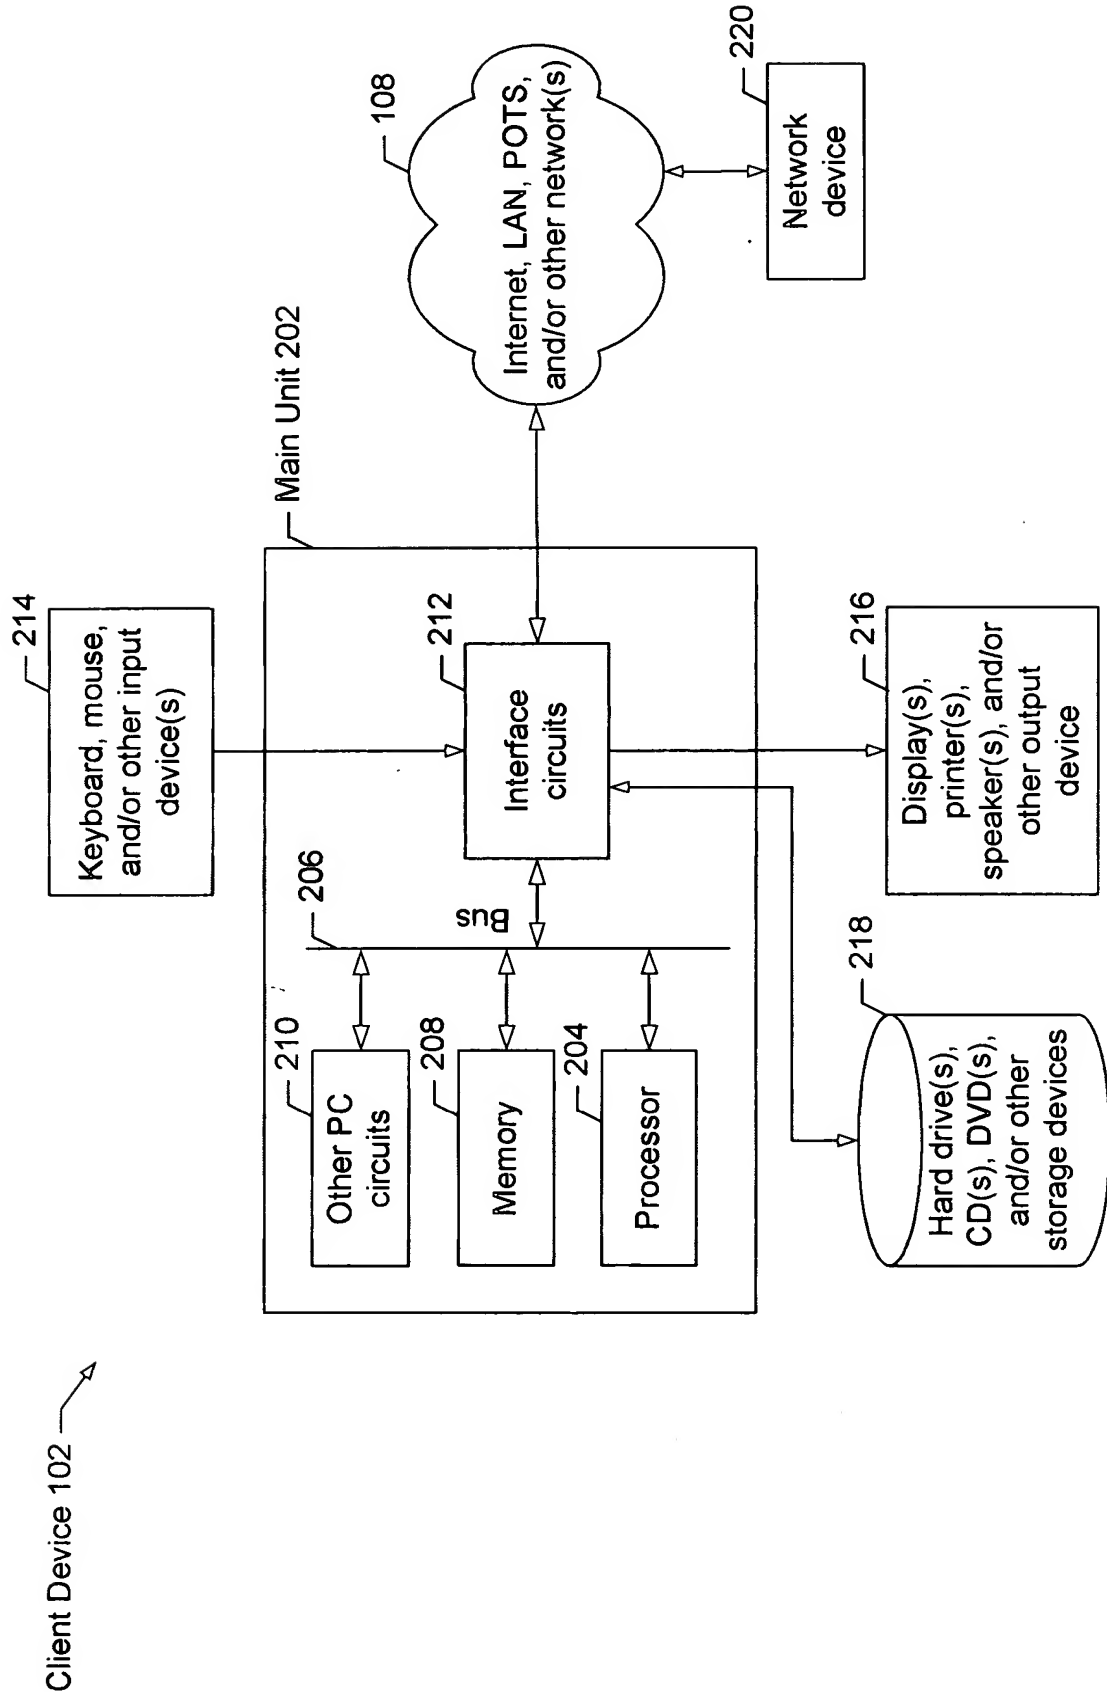 Client Device 102
214
Keyboard, mouse,
and/or other input
device(s)
Main Unit 202
210
Other PC
circuits
208
Memory
204
Processor
206
Bus
212
Interface
circuits
108
Internet, LAN, POTS,
and/or other network(s)
220
Network
device
218
Hard drive(s),
CD(s), DVD(s),
and/or other
storage devices
216
Display(s),
printer(s),
speaker(s), and/or
other output
device